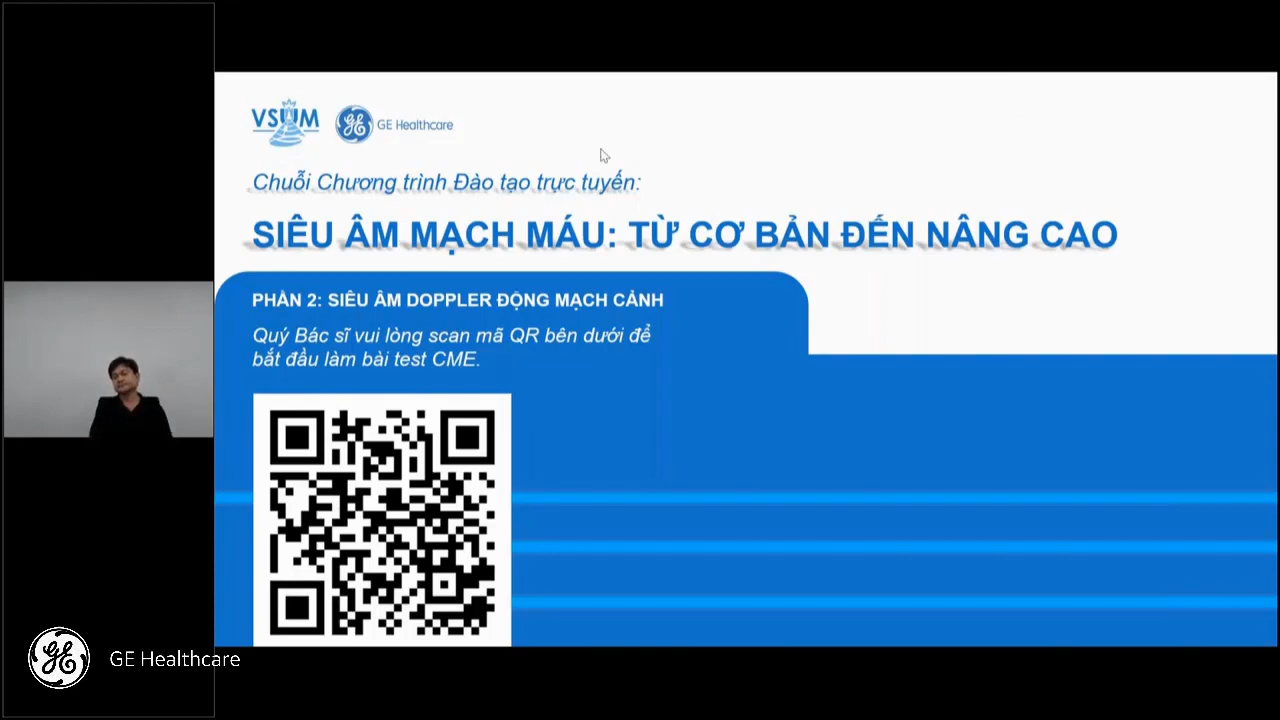 VSUM
GE Healthcare
Chuỗi Chương trình Đào tạo trực tuyến:
SIÊU ÂM MẠCH MÁU: TỪ CƠ BẢN ĐẾN NÂNG CAO
PHẦN 2: SIÊU ÂM DOPPLER ĐỘNG MẠCH CẢNH
Quý Bác sĩ vui lòng scan mã QR bên dưới để
bắt đầu làm bài test CME.
GE Healthcare